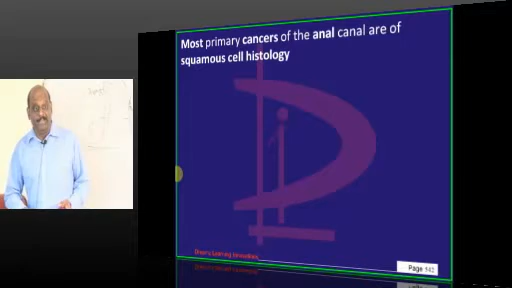 Most primary cancers of the anal canal are of
squamous cell histology
Page 143